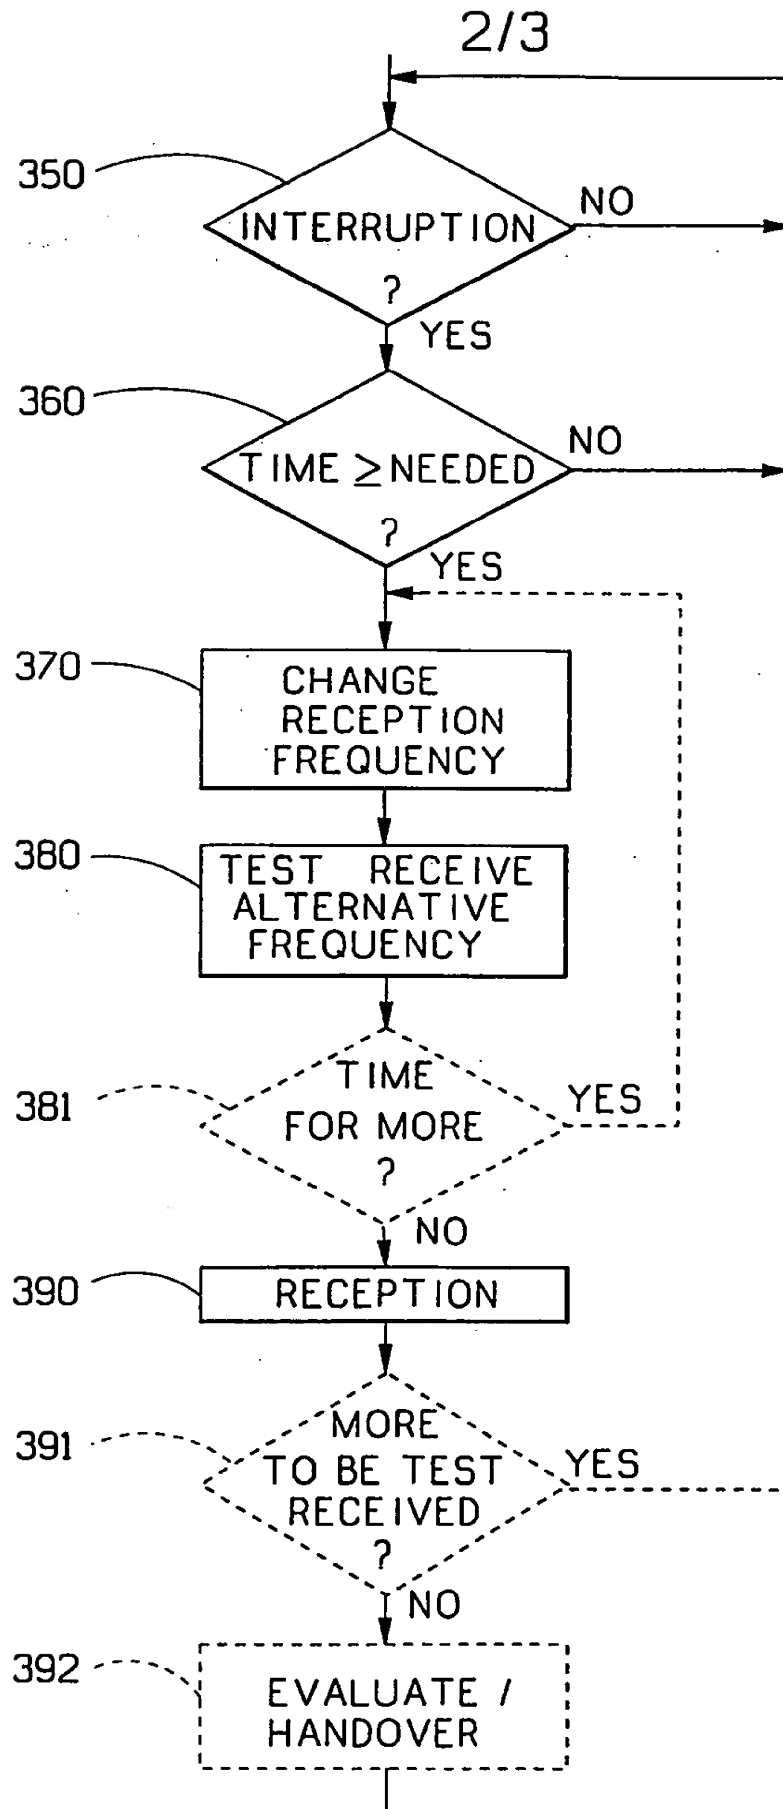 2/3
350
INTERRUPTION
?
NO
YES
360
TIME ≥ NEEDED
?
NO
YES
370
CHANGE
RECEPTION
FREQUENCY
380
TEST RECEIVE
ALTERNATIVE
FREQUENCY
381
TIME
FOR MORE
?
YES
NO
390
RECEPTION
391
MORE
TO BE TEST
RECEIVED
?
YES
NO
392
EVALUATE /
HANDOVER